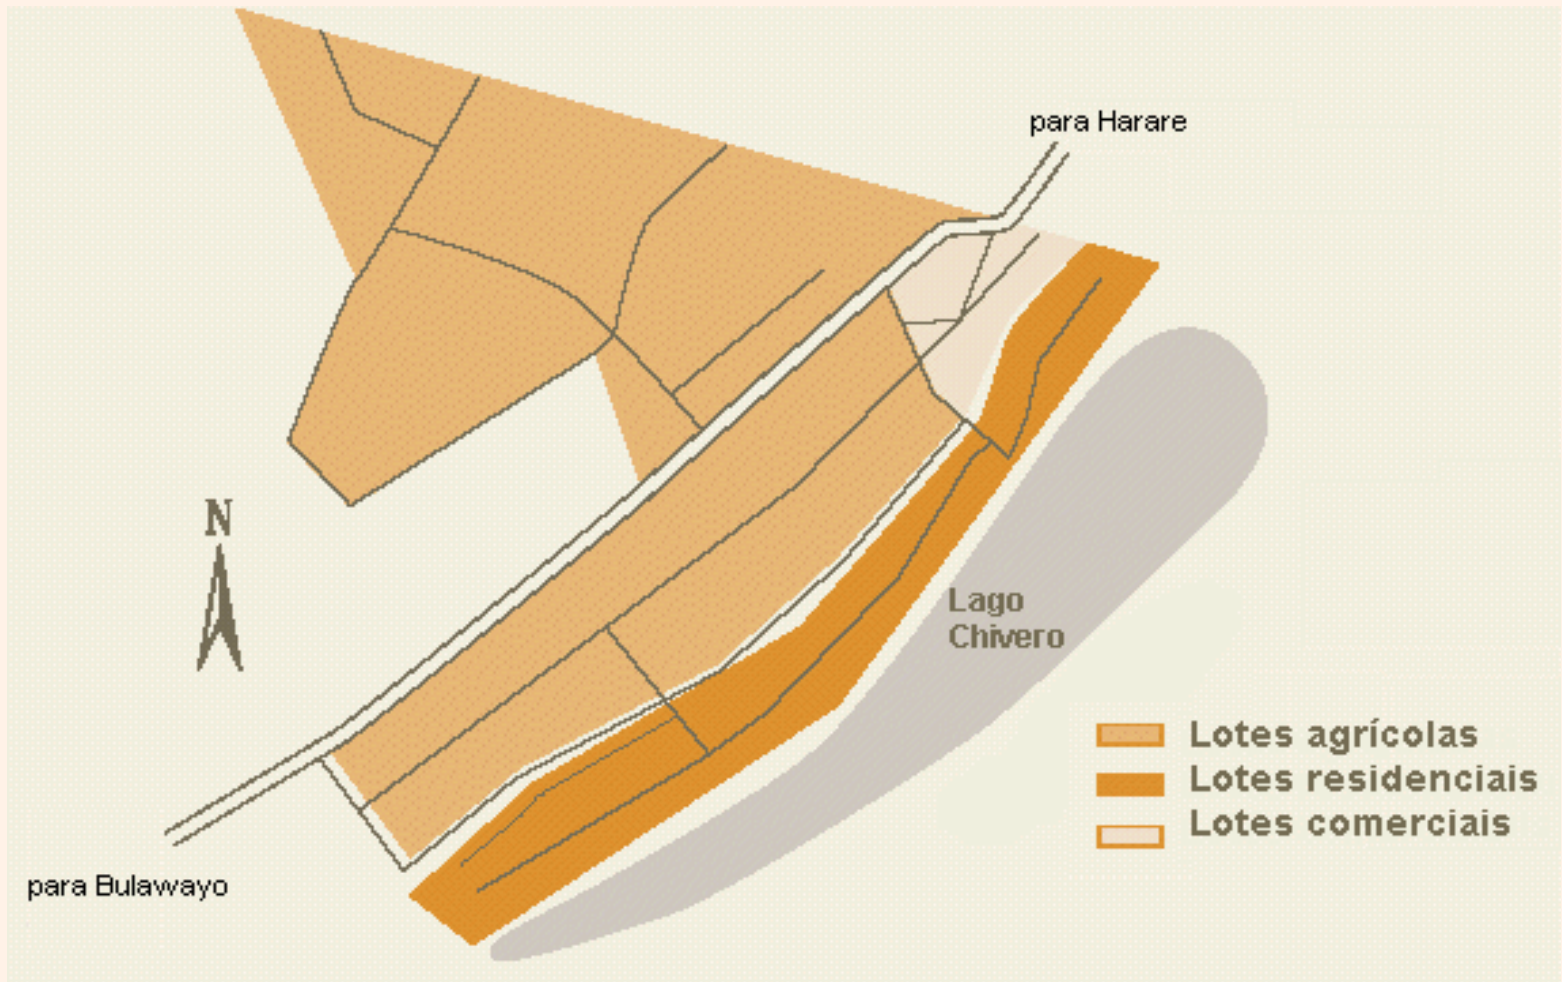 para Harare
N
Lago
Chivero
Lotes agrícolas
Lotes residenciais
Lotes comerciais
para Bulawayo